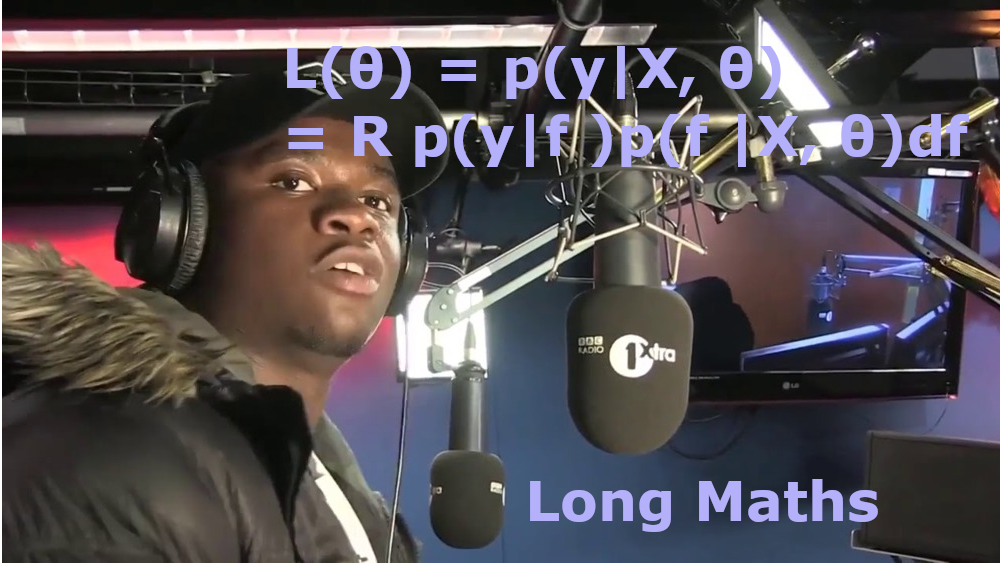 L(θ) = p(y|X, θ)
= R p(y|f )p(f |X, θ)df
BBC
RADIO
1Xtra
LG
Long Maths